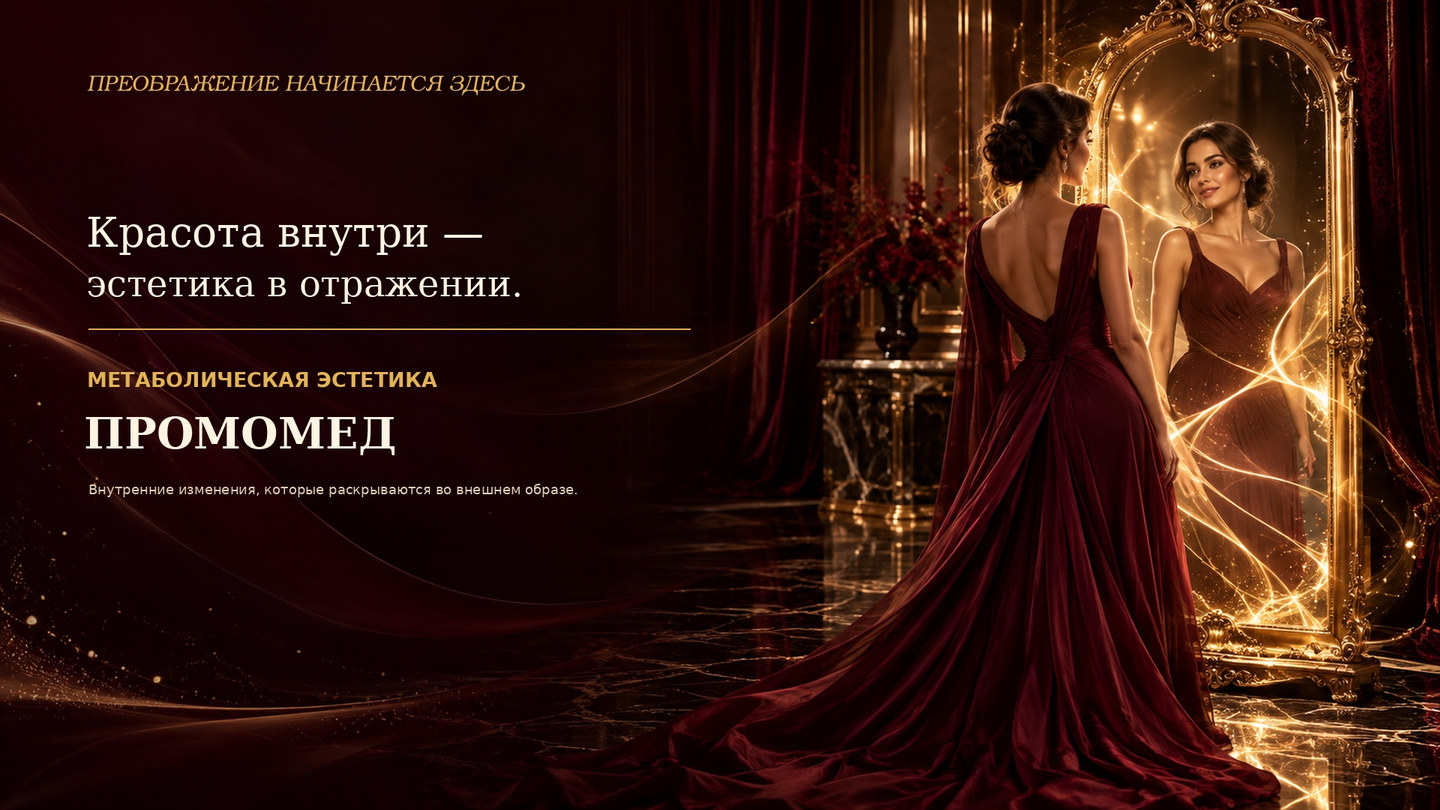 ПРЕОБРАЖЕНИЕ НАЧИНАЕТСЯ ЗДЕСЬ
Красота внутри —
эстетика в отражении.
МЕТАБОЛИЧЕСКАЯ ЭСТЕТИКА
ПРОМОМЕД
Внутренние изменения, которые раскрываются во внешнем образе.